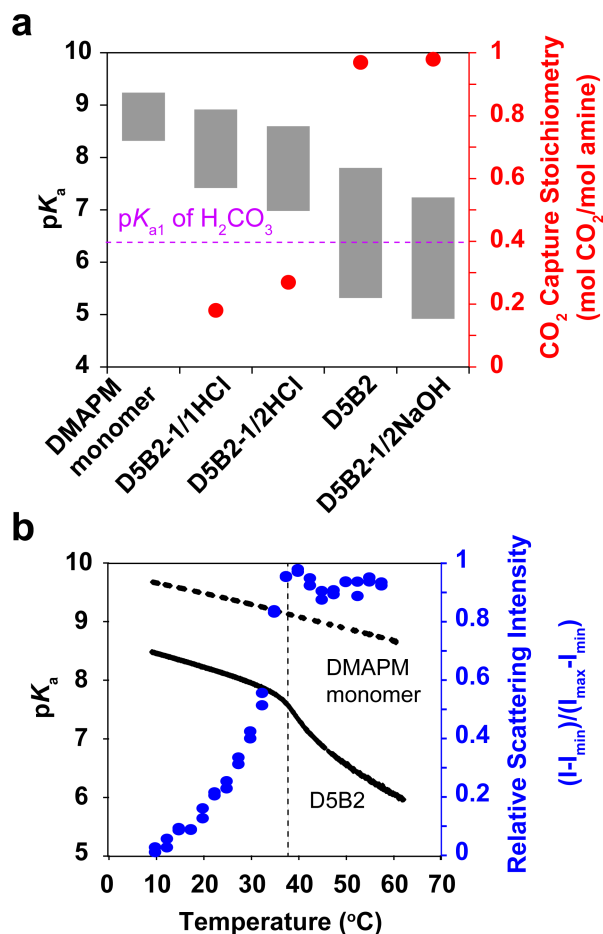 a
10
9
8
7
6
5
4
pKa
pKa1 of H2CO3
1
0.8
0.6
0.4
0.2
0
CO2 Capture Stoichiometry
(mol CO2/mol amine)
DMAPM
monomer
D5B2-1/1HCl
D5B2-1/2HCl
D5B2
D5B2-1/2NaOH
b
10
9
8
7
6
5
pKa
DMAPM
monomer
D5B2
1
0.8
0.6
0.4
0.2
0
Relative Scattering Intensity
(I-Imin)/(Imax-Imin)
0 10 20 30 40 50 60 70
Temperature (oC)